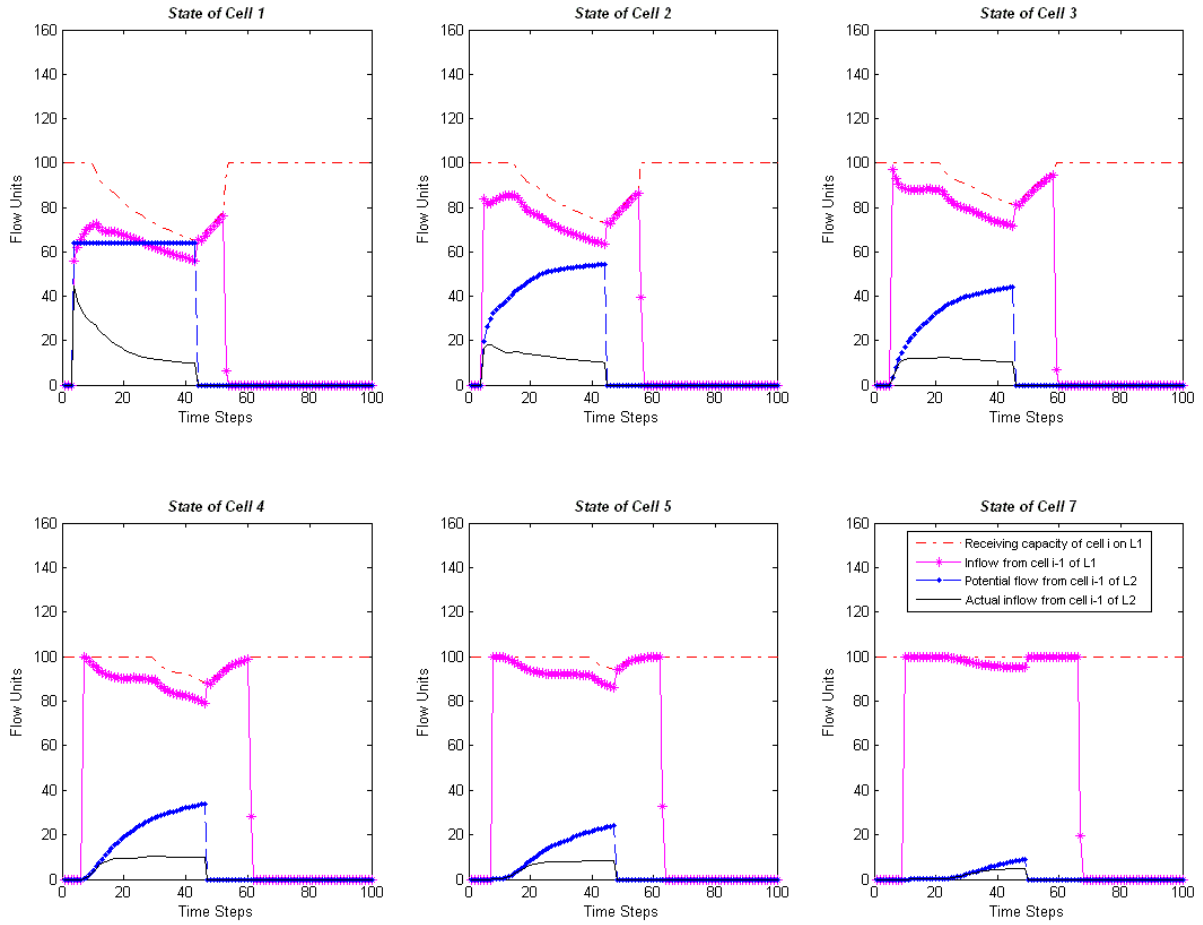 State of Cell 1
160
140
120
100
80
60
40
20
0
Flow Units
0 20 40 60 80 100
Time Steps
State of Cell 2
160
140
120
100
80
60
40
20
0
Flow Units
0 20 40 60 80 100
Time Steps
State of Cell 3
160
140
120
100
80
60
40
20
0
Flow Units
0 20 40 60 80 100
Time Steps
State of Cell 4
160
140
120
100
80
60
40
20
0
Flow Units
0 20 40 60 80 100
Time Steps
State of Cell 5
160
140
120
100
80
60
40
20
0
Flow Units
0 20 40 60 80 100
Time Steps
State of Cell 7
160
140
120
100
80
60
40
20
0
Flow Units
0 20 40 60 80 100
Time Steps
Receiving capacity of cell i on L1
Inflow from cell i-1 of L1
Potential flow from cell i-1 of L2
Actual inflow from cell i-1 of L2